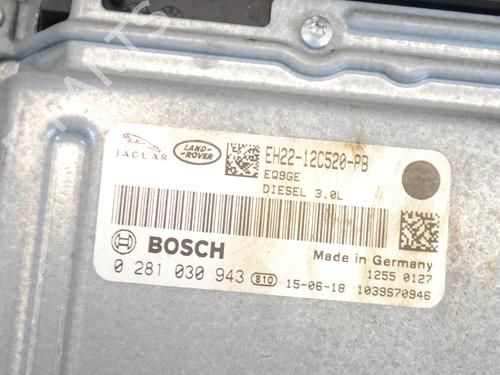 JAGUAR
LAND-
ROVER
EH22-12C520-PB
EQ9GE
DIESEL 3.0L
BOSCH
Made in Germany
1255 0127
0 281 030 943 810 15-06-18 1039S70946